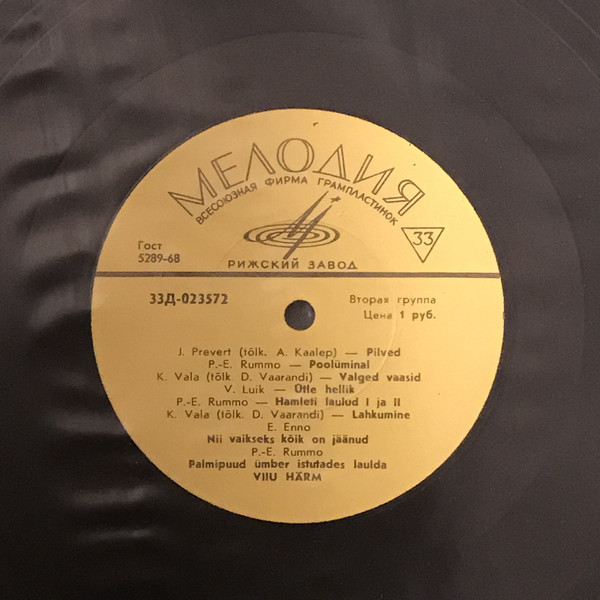 МЕЛОДИЯ
ВСЕСОЮЗНАЯ ФИРМА ГРАМПЛАСТИНОК
33
Гост
5289-68
РИЖСКИЙ ЗАВОД
33Д-023572
Вторая группа
Цена 1 руб.
J. Prevert (tõlk. A. Kaalep) — Pilved
P.-E. Rummo — Poolüminal
K. Vala (tõlk. D. Vaarandi) — Valged vaasid
V. Luik — Otle hellik
P.-E. Rummo — Hamleti laulud I ja II
K. Vala (tõlk. D. Vaarandi) — Lahkumine
E. Enno
Nii vaikseks kõik on jäänud
P.-E. Rummo
Palmipuud ümber istutades laulda
VIIU HÄRM